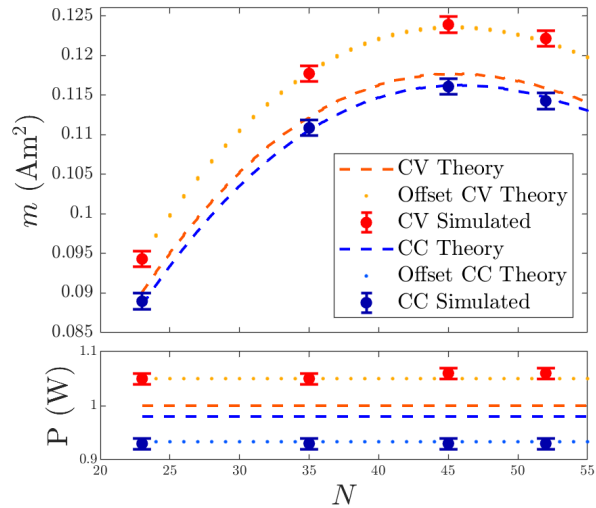 0.125
0.12
0.115
0.11
0.105
0.1
0.095
0.09
0.085
m (Am²)
CV Theory
Offset CV Theory
CV Simulated
CC Theory
Offset CC Theory
CC Simulated
1.1
1
0.9
P (W)
20 25 30 35 40 45 50 55
N